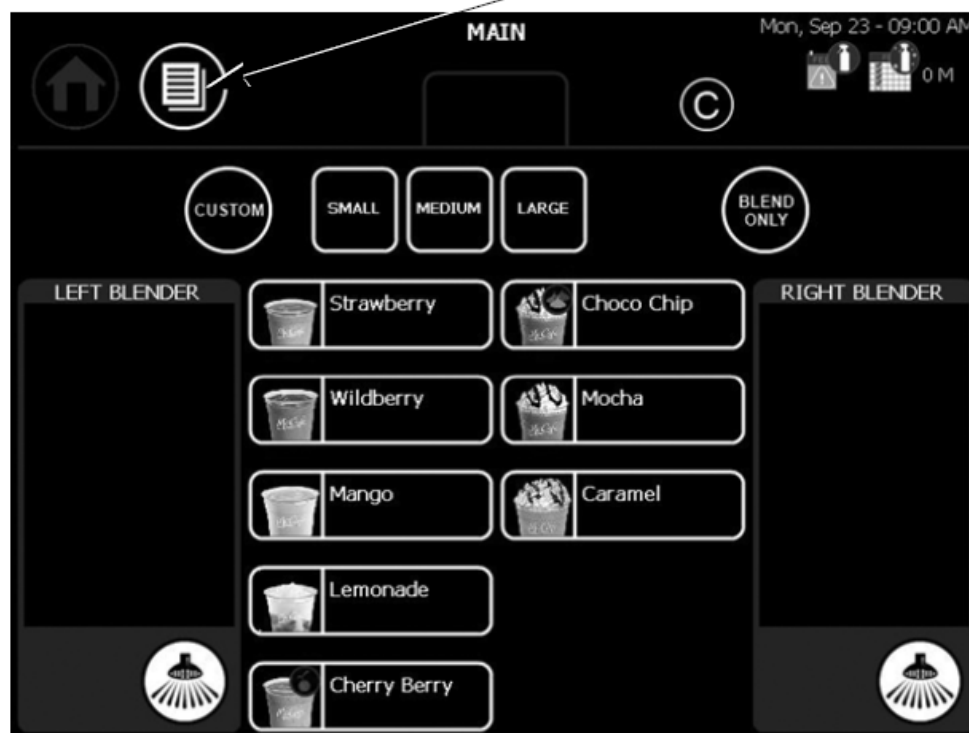 MAIN
Mon, Sep 23 - 09:00 AM
C
0 M
CUSTOM
SMALL
MEDIUM
LARGE
BLEND
ONLY
LEFT BLENDER
RIGHT BLENDER
Strawberry
Choco Chip
Wildberry
Mocha
Mango
Caramel
Lemonade
Cherry Berry